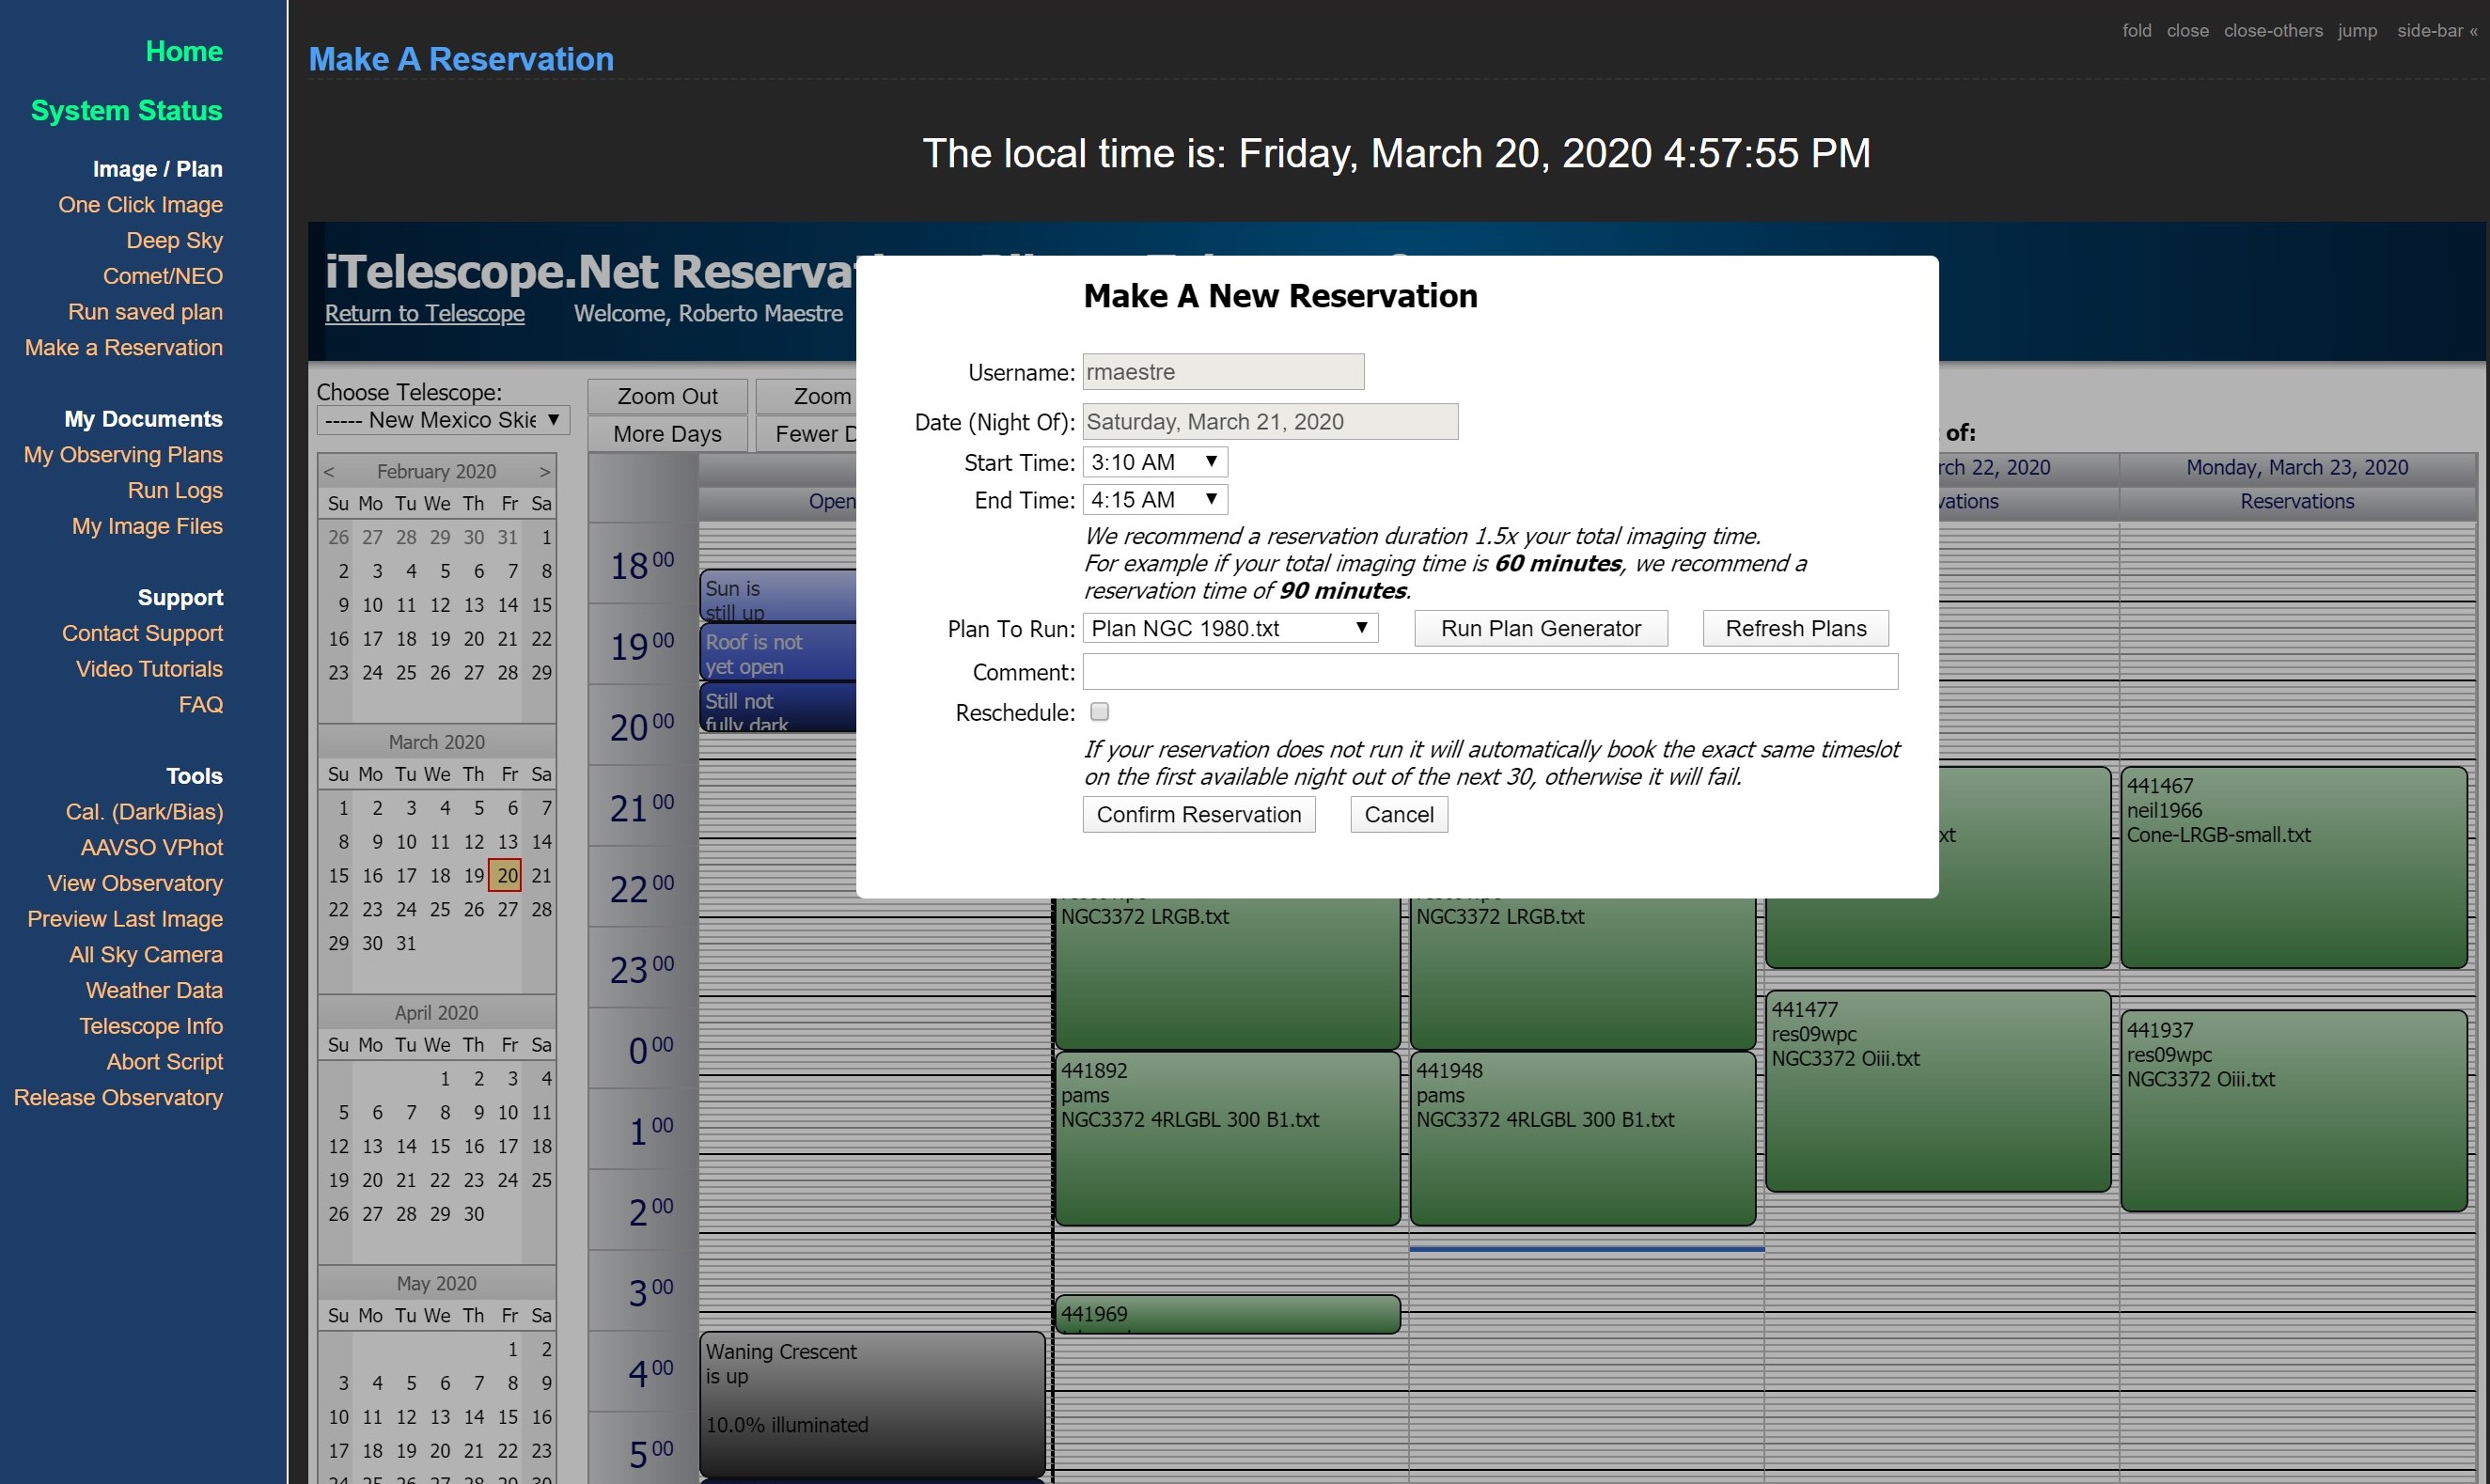 Home
System Status
Image / Plan
One Click Image
Deep Sky
Comet/NEO
Run saved plan
Make a Reservation
My Documents
My Observing Plans
Run Logs
My Image Files
Support
Contact Support
Video Tutorials
FAQ
Tools
Cal. (Dark/Bias)
AAVSO VPhot
View Observatory
Preview Last Image
All Sky Camera
Weather Data
Telescope Info
Abort Script
Release Observatory
fold close close-others jump side-bar «
Make A Reservation
The local time is: Friday, March 20, 2020 4:57:55 PM
iTelescope.Net
Return to Telescope Welcome, Roberto Maestre
Choose Telescope:
----- New Mexico Skie ▼
Zoom Out Zoom
More Days Fewer
< February 2020 >
Su Mo Tu We Th Fr Sa
26 27 28 29 30 31 1
2 3 4 5 6 7 8
9 10 11 12 13 14 15
16 17 18 19 20 21 22
23 24 25 26 27 28 29
March 2020
Su Mo Tu We Th Fr Sa
1 2 3 4 5 6 7
8 9 10 11 12 13 14
15 16 17 18 19 20 21
22 23 24 25 26 27 28
29 30 31
April 2020
Su Mo Tu We Th Fr Sa
1 2 3 4
5 6 7 8 9 10 11
12 13 14 15 16 17 18
19 20 21 22 23 24 25
26 27 28 29 30
May 2020
Su Mo Tu We Th Fr Sa
1 2
3 4 5 6 7 8 9
10 11 12 13 14 15 16
17 18 19 20 21 22 23
Make A New Reservation
Username: rmaestre
Date (Night Of): Saturday, March 21, 2020
Start Time: 3:10 AM ▼
End Time: 4:15 AM ▼
We recommend a reservation duration 1.5x your total imaging time.
For example if your total imaging time is 60 minutes, we recommend a
reservation time of 90 minutes.
Plan To Run: Plan NGC 1980.txt ▼ Run Plan Generator Refresh Plans
Comment:
Reschedule:
If your reservation does not run it will automatically book the exact same timeslot
on the first available night out of the next 30, otherwise it will fail.
Confirm Reservation Cancel
of:
22, 2020 Monday, March 23, 2020
Open Reservations
18 00
19 00
20 00
21 00
22 00
23 00
0 00
1 00
2 00
3 00
4 00
5 00
Sun is
still up
Roof is not
yet open
Still not
fully dark
Waning Crescent
is up
10.0% illuminated
NGC3372 LRGB.txt
441892
pams
NGC3372 4RLGBL 300 B1.txt
441969
NGC3372 LRGB.txt
441948
pams
NGC3372 4RLGBL 300 B1.txt
441477
res09wpc
NGC3372 Oiii.txt
441467
neil1966
Cone-LRGB-small.txt
441937
res09wpc
NGC3372 Oiii.txt